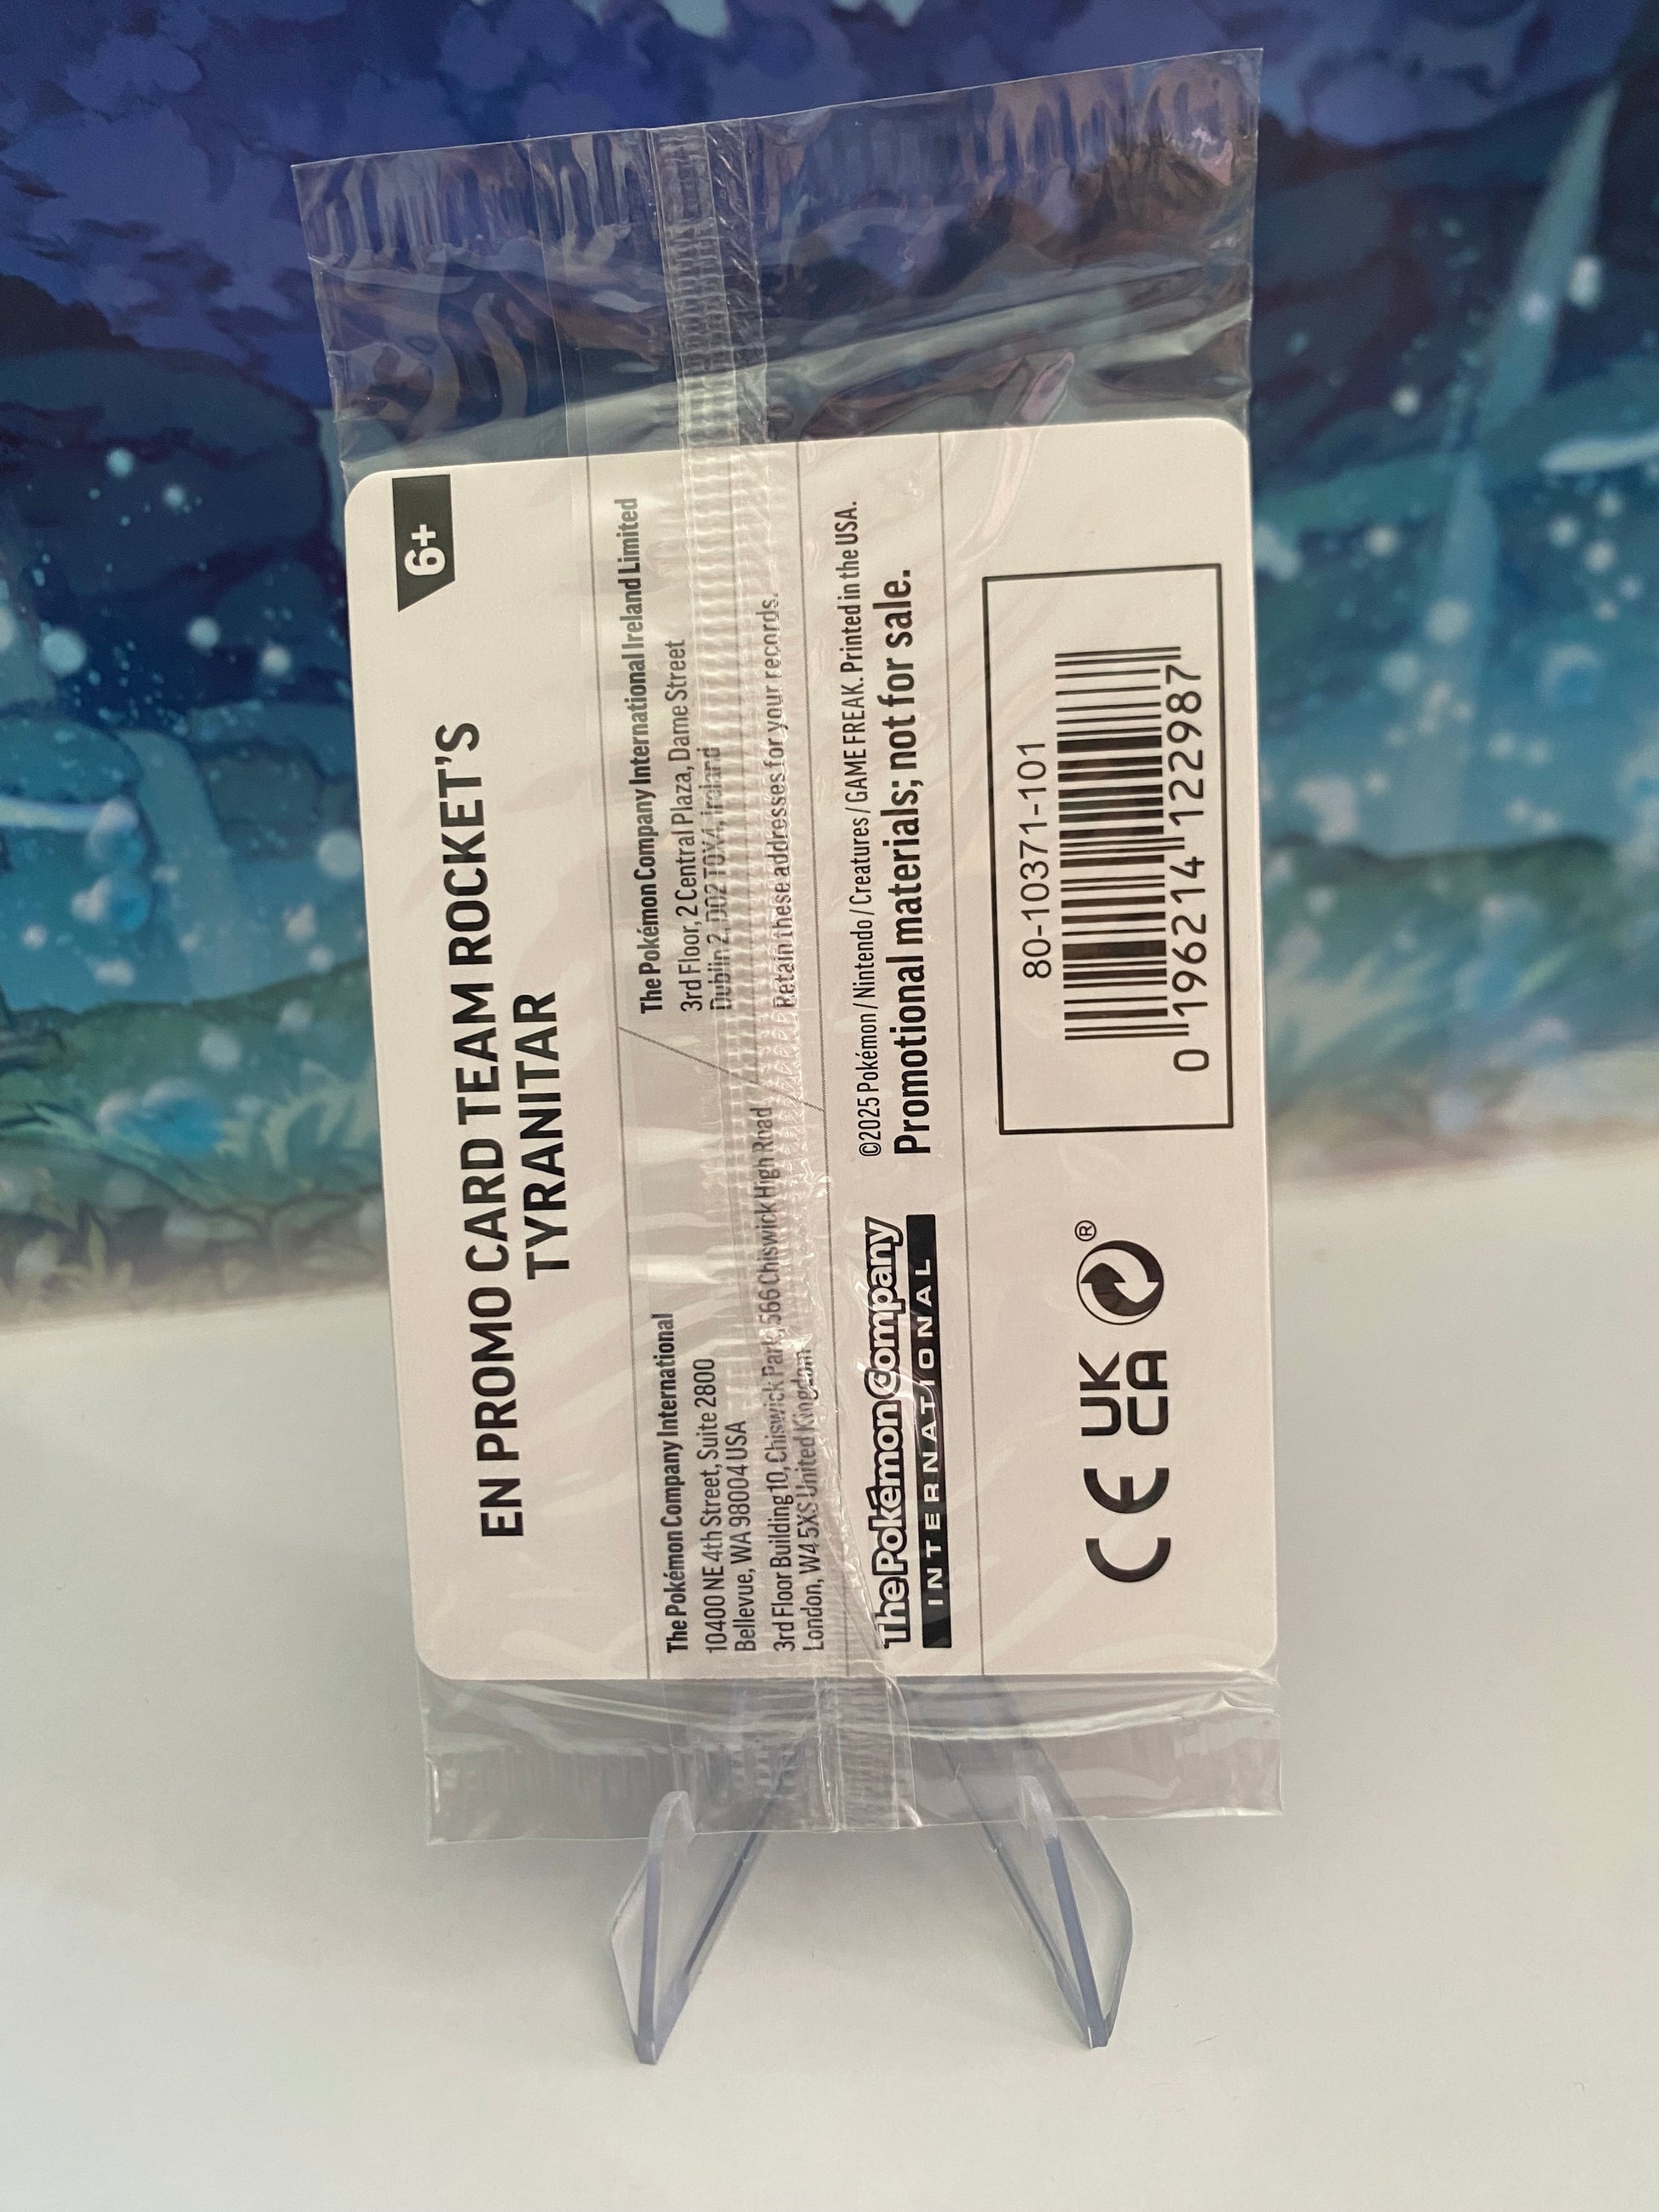 6+
EN PROMO CARD TEAM ROCKET'S
TYRANITAR
The Pokémon Company International
10400 NE 4th Street, Suite 2800
Bellevue, WA 98004 USA
3rd Floor Building 10, Chiswick Park, 566 Chiswick High Road
London, W4 5XS United Kingdom
The Pokémon Company International Ireland Limited
3rd Floor, 2 Central Plaza, Dame Street
Dublin 2, D02 T0X4, Ireland
Retain these addresses for your records.
The Pokémon Company
INTERNATIONAL
©2025 Pokémon / Nintendo / Creatures / GAME FREAK. Printed in the USA.
Promotional materials; not for sale.
CE UK
CA ®
80-10371-101
0 196214 122987